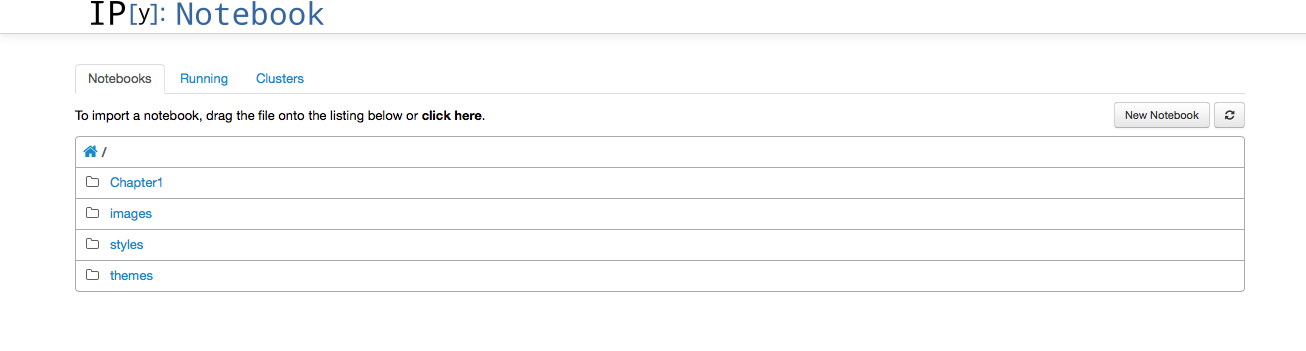 IP[y]: Notebook
Notebooks Running Clusters
To import a notebook, drag the file onto the listing below or click here. New Notebook
/
Chapter1
images
styles
themes